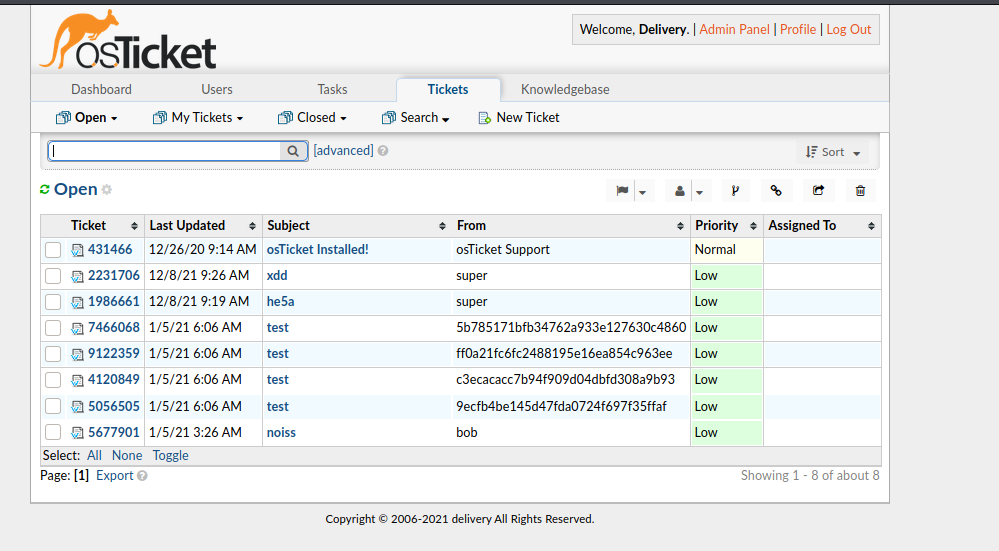 osTicket
Welcome, Delivery. | Admin Panel | Profile | Log Out
Dashboard Users Tasks Tickets Knowledgebase
Open My Tickets Closed Search New Ticket
[advanced] Sort
Open
Ticket Last Updated Subject From Priority Assigned To
431466 12/26/20 9:14 AM osTicket Installed! osTicket Support Normal
2231706 12/8/21 9:26 AM xdd super Low
1986661 12/8/21 9:19 AM he5a super Low
7466068 1/5/21 6:06 AM test 5b785171bfb34762a933e127630c4860 Low
9122359 1/5/21 6:06 AM test ff0a21fc6fc2488195e16ea854c963ee Low
4120849 1/5/21 6:06 AM test c3ecacacc7b94f909d04dbfd308a9b93 Low
5056505 1/5/21 6:06 AM test 9ecfb4be145d47fda0724f697f35ffaf Low
5677901 1/5/21 3:26 AM noiss bob Low
Select: All None Toggle
Page: [1] Export Showing 1 - 8 of about 8
Copyright © 2006-2021 delivery All Rights Reserved.